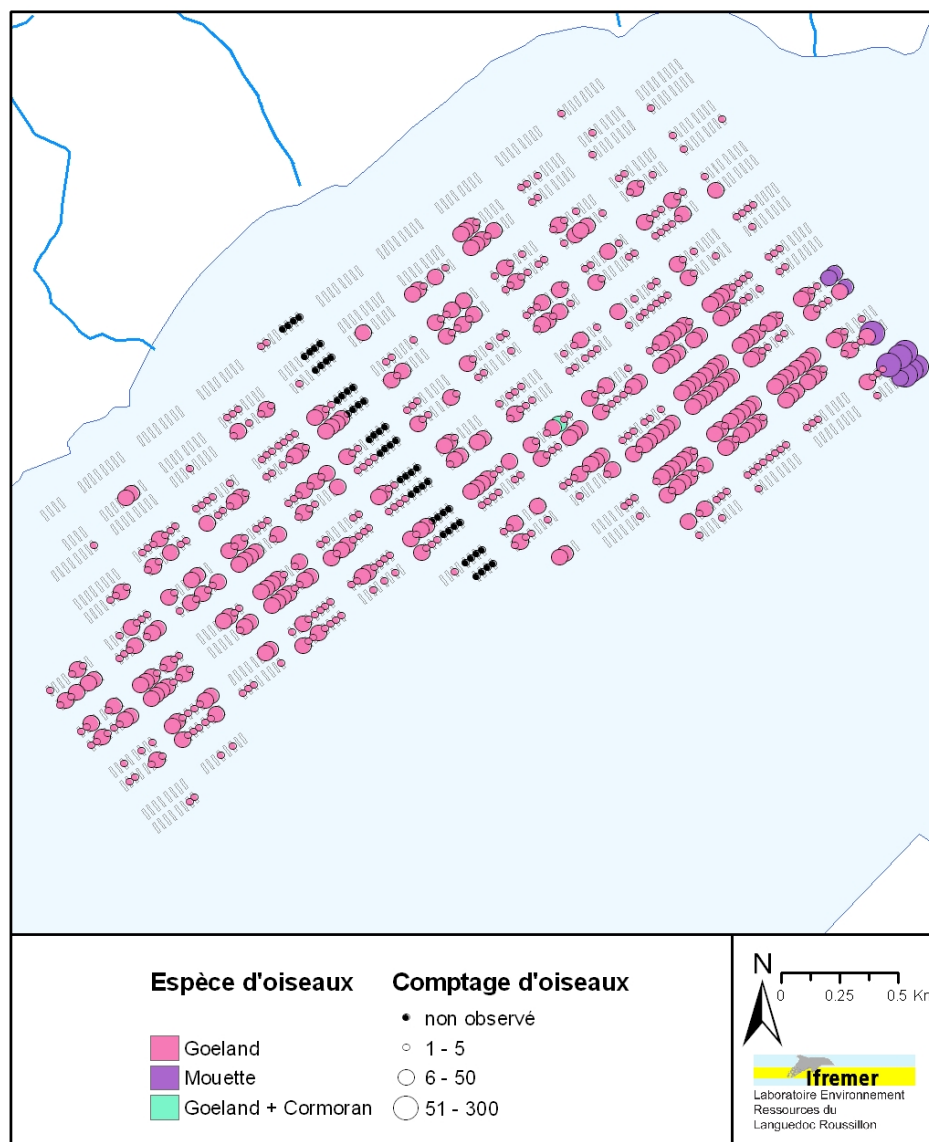 Espèce d'oiseaux
Goeland
Mouette
Goeland + Cormoran
Comptage d'oiseaux
non observé
1 - 5
6 - 50
51 - 300
N
0 0.25 0.5 Km
Ifremer
Laboratoire Environnement
Ressources du
Languedoc Roussillon